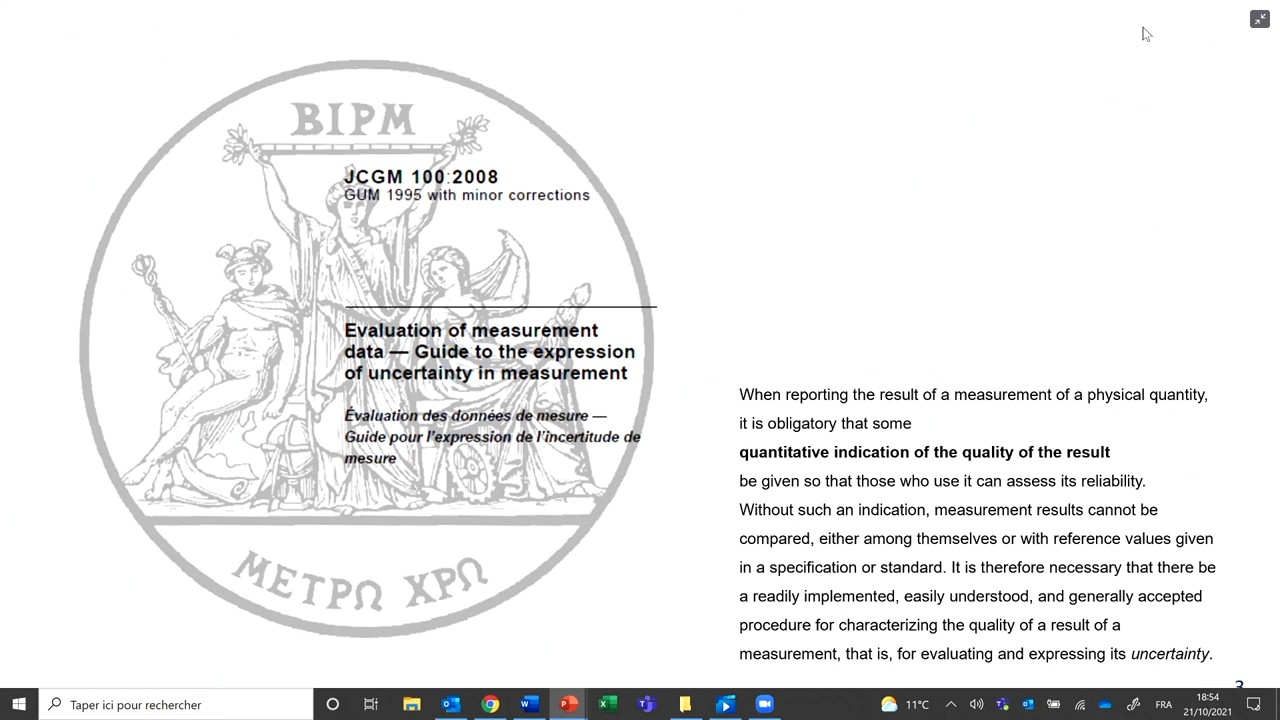 BIPM
JCGM 100:2008
GUM 1995 with minor corrections
Evaluation of measurement
data — Guide to the expression
of uncertainty in measurement
Évaluation des données de mesure —
Guide pour l'expression de l'incertitude de
mesure
ΜΕΤΡΩ ΧΡΩ
When reporting the result of a measurement of a physical quantity,
it is obligatory that some
quantitative indication of the quality of the result
be given so that those who use it can assess its reliability.
Without such an indication, measurement results cannot be
compared, either among themselves or with reference values given
in a specification or standard. It is therefore necessary that there be
a readily implemented, easily understood, and generally accepted
procedure for characterizing the quality of a result of a
measurement, that is, for evaluating and expressing its uncertainty.
3
Taper ici pour rechercher
11°C
FRA
18:54
21/10/2021